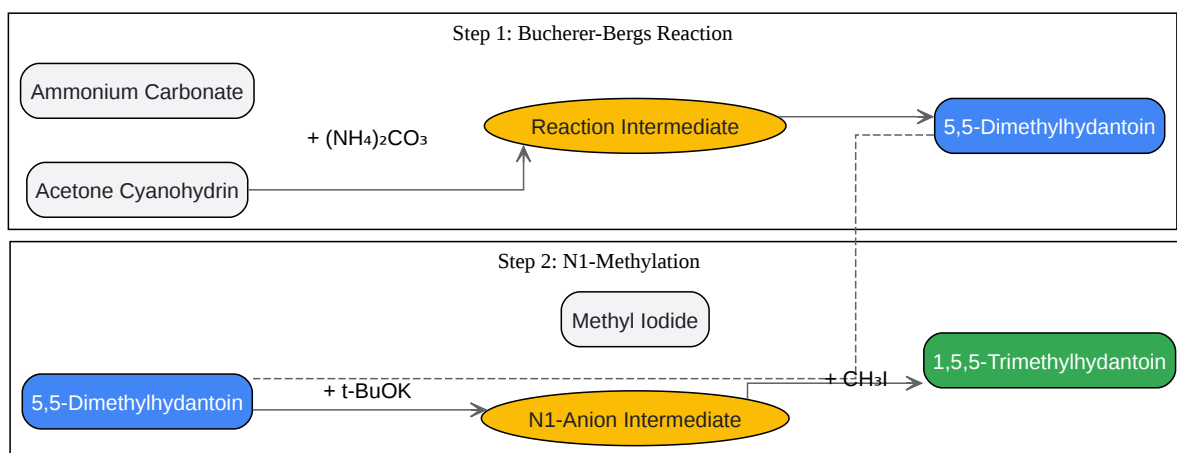 Step 1: Bucherer-Bergs Reaction
Ammonium Carbonate
+ (NH₄)₂CO₃
Reaction Intermediate
5,5-Dimethylhydantoin
Acetone Cyanohydrin
Step 2: N1-Methylation
Methyl Iodide
1,5,5-Trimethylhydantoin
+ CH₃I
+ t-BuOK
5,5-Dimethylhydantoin
N1-Anion Intermediate